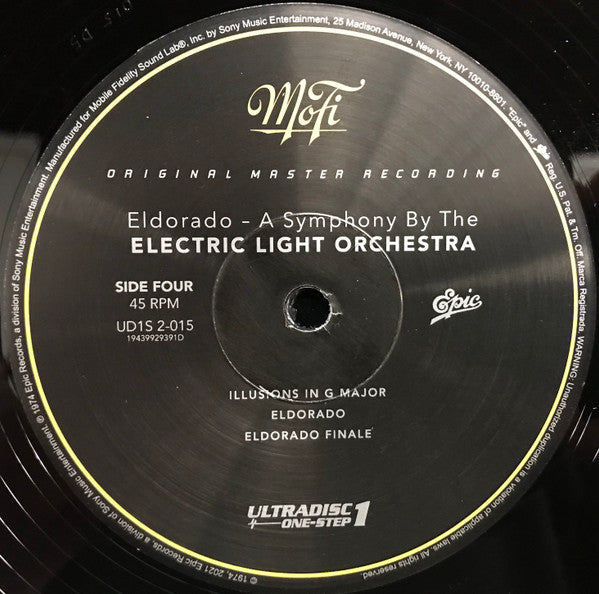 MoFi
ORIGINAL MASTER RECORDING
Eldorado – A Symphony By The
ELECTRIC LIGHT ORCHESTRA
SIDE FOUR
45 RPM
UD1S 2-015
19439929391D
Epic
ILLUSIONS IN G MAJOR
ELDORADO
ELDORADO FINALE
ULTRADISC
ONE-STEP 1
© 1974, 2021 Epic Records, a division of Sony Music Entertainment ℗ 1974 Epic Records, a division of Sony Music Entertainment. Manufactured for Mobile Fidelity Sound Lab®, Inc. by Sony Music Entertainment, 25 Madison Avenue, New York, NY 10010-8601. "Epic" and Reg. U.S. Pat. & Tm. Off. Marca Registrada. WARNING: Unauthorized duplication is a violation of applicable laws. All rights reserved.